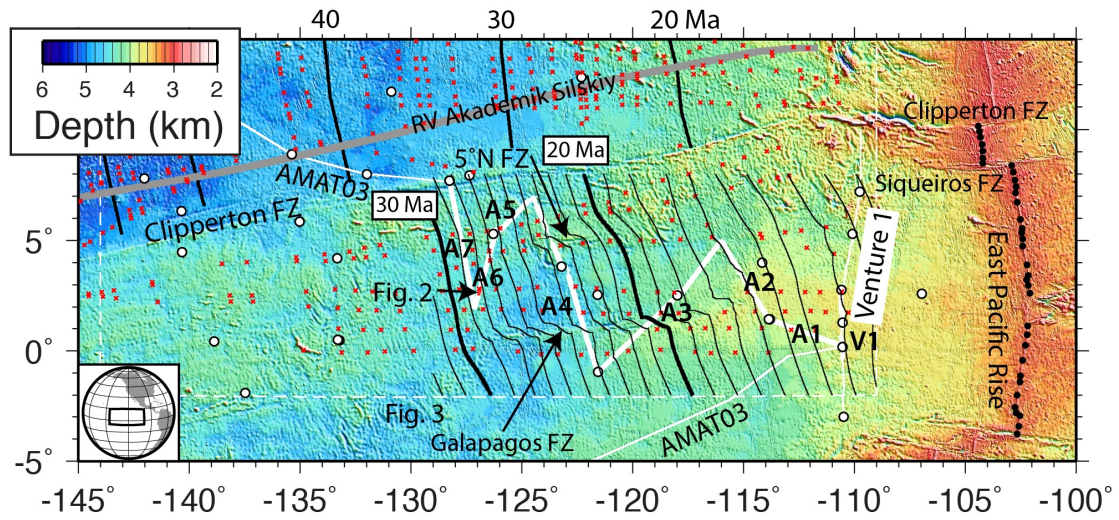 40 30 20 Ma
6 5 4 3 2
Depth (km)
RV Akademik Silskiy
Clipperton FZ
5°N FZ
20 Ma
AMAT03
Siqueiros FZ
30 Ma
Clipperton FZ
A5
A7
A6
Fig. 2
A4
A3
A2
A1
V1
Venture 1
East Pacific Rise
Fig. 3
Galapagos FZ
AMAT03
5°
0°
-5°
-145° -140° -135° -130° -125° -120° -115° -110° -105° -100°